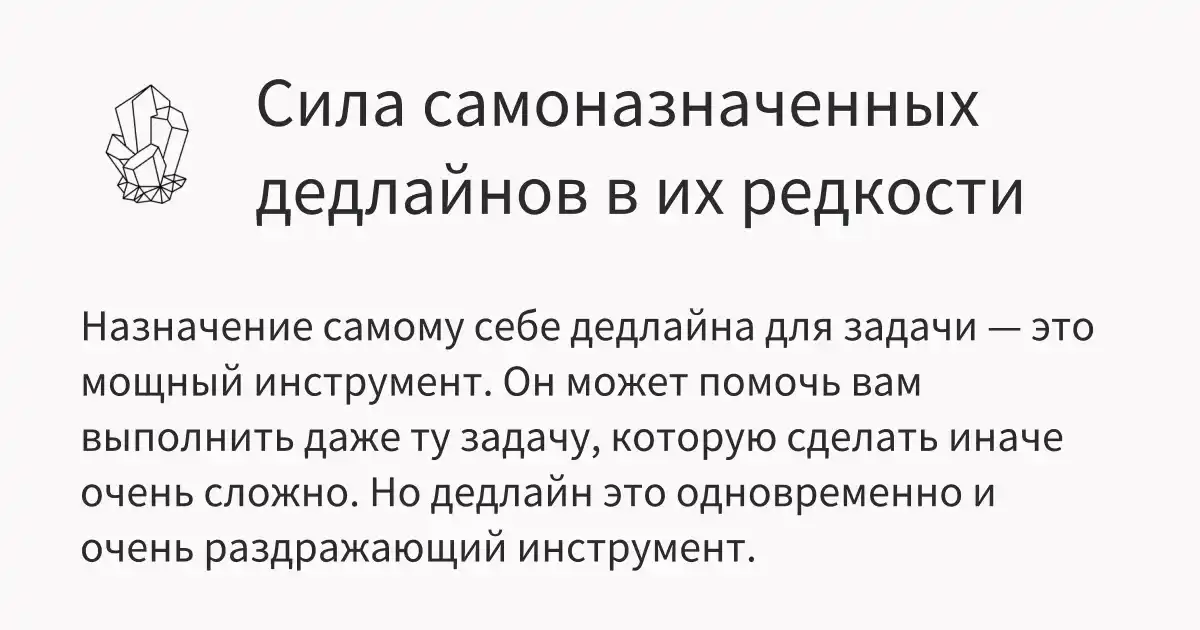 Сила самоназначенных
дедлайнов в их редкости
Назначение самому себе дедлайна для задачи — это
мощный инструмент. Он может помочь вам
выполнить даже ту задачу, которую сделать иначе
очень сложно. Но дедлайн это одновременно и
очень раздражающий инструмент.